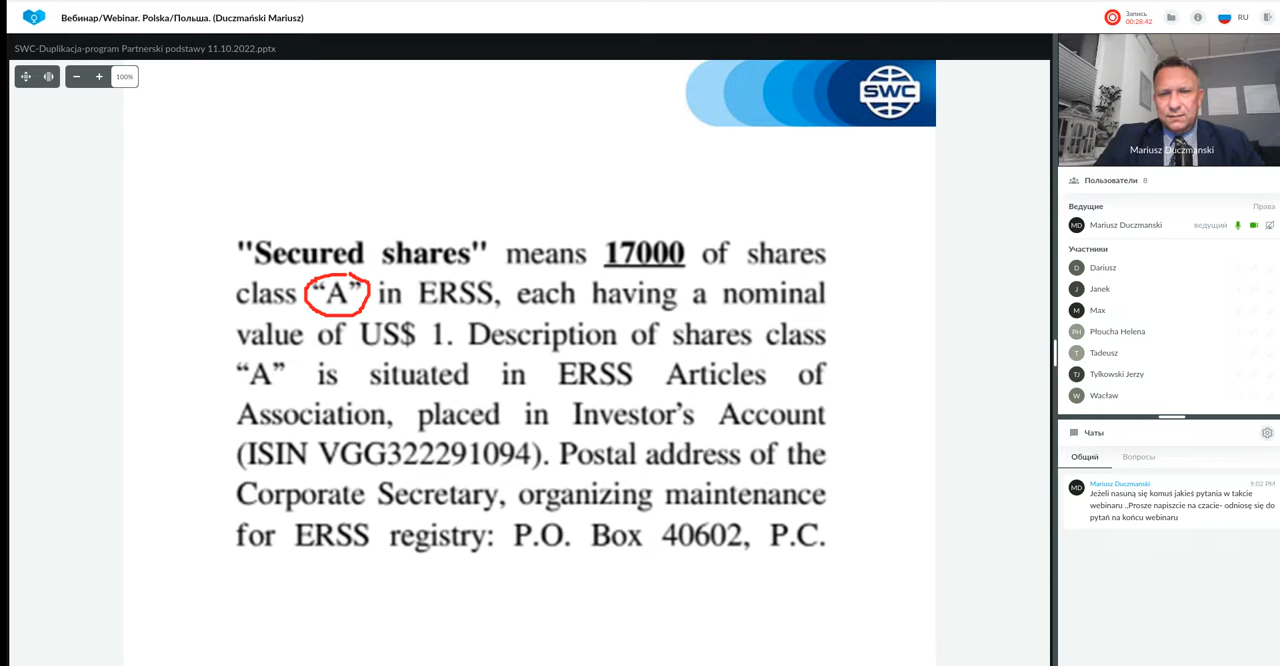 Вебинар/Webinar. Polska/Польша. (Duczmański Mariusz)
Запись
00:28:42
RU
SWC-Duplikacja-program Partnerski podstawy 11.10.2022.pptx
100%
SWC
"Secured shares" means 17000 of shares
class “A” in ERSS, each having a nominal
value of US$ 1. Description of shares class
“A” is situated in ERSS Articles of
Association, placed in Investor’s Account
(ISIN VGG322291094). Postal address of the
Corporate Secretary, organizing maintenance
for ERSS registry: P.O. Box 40602, P.C.
Mariusz Duczmanski
Пользователи 8
Ведущие Права
MD Mariusz Duczmanski ведущий
Участники
D Dariusz
J Janek
M Max
PH Płoucha Helena
T Tadeusz
TJ Tylkowski Jerzy
W Wacław
Чаты
Общий Вопросы
MD Mariusz Duczmanski 9:02 PM
Jeżeli nasuną się komuś jakieś pytania w takcie
webinaru ,,Prosze napiszcie na czacie- odniosę się do
pytań na końcu webinaru